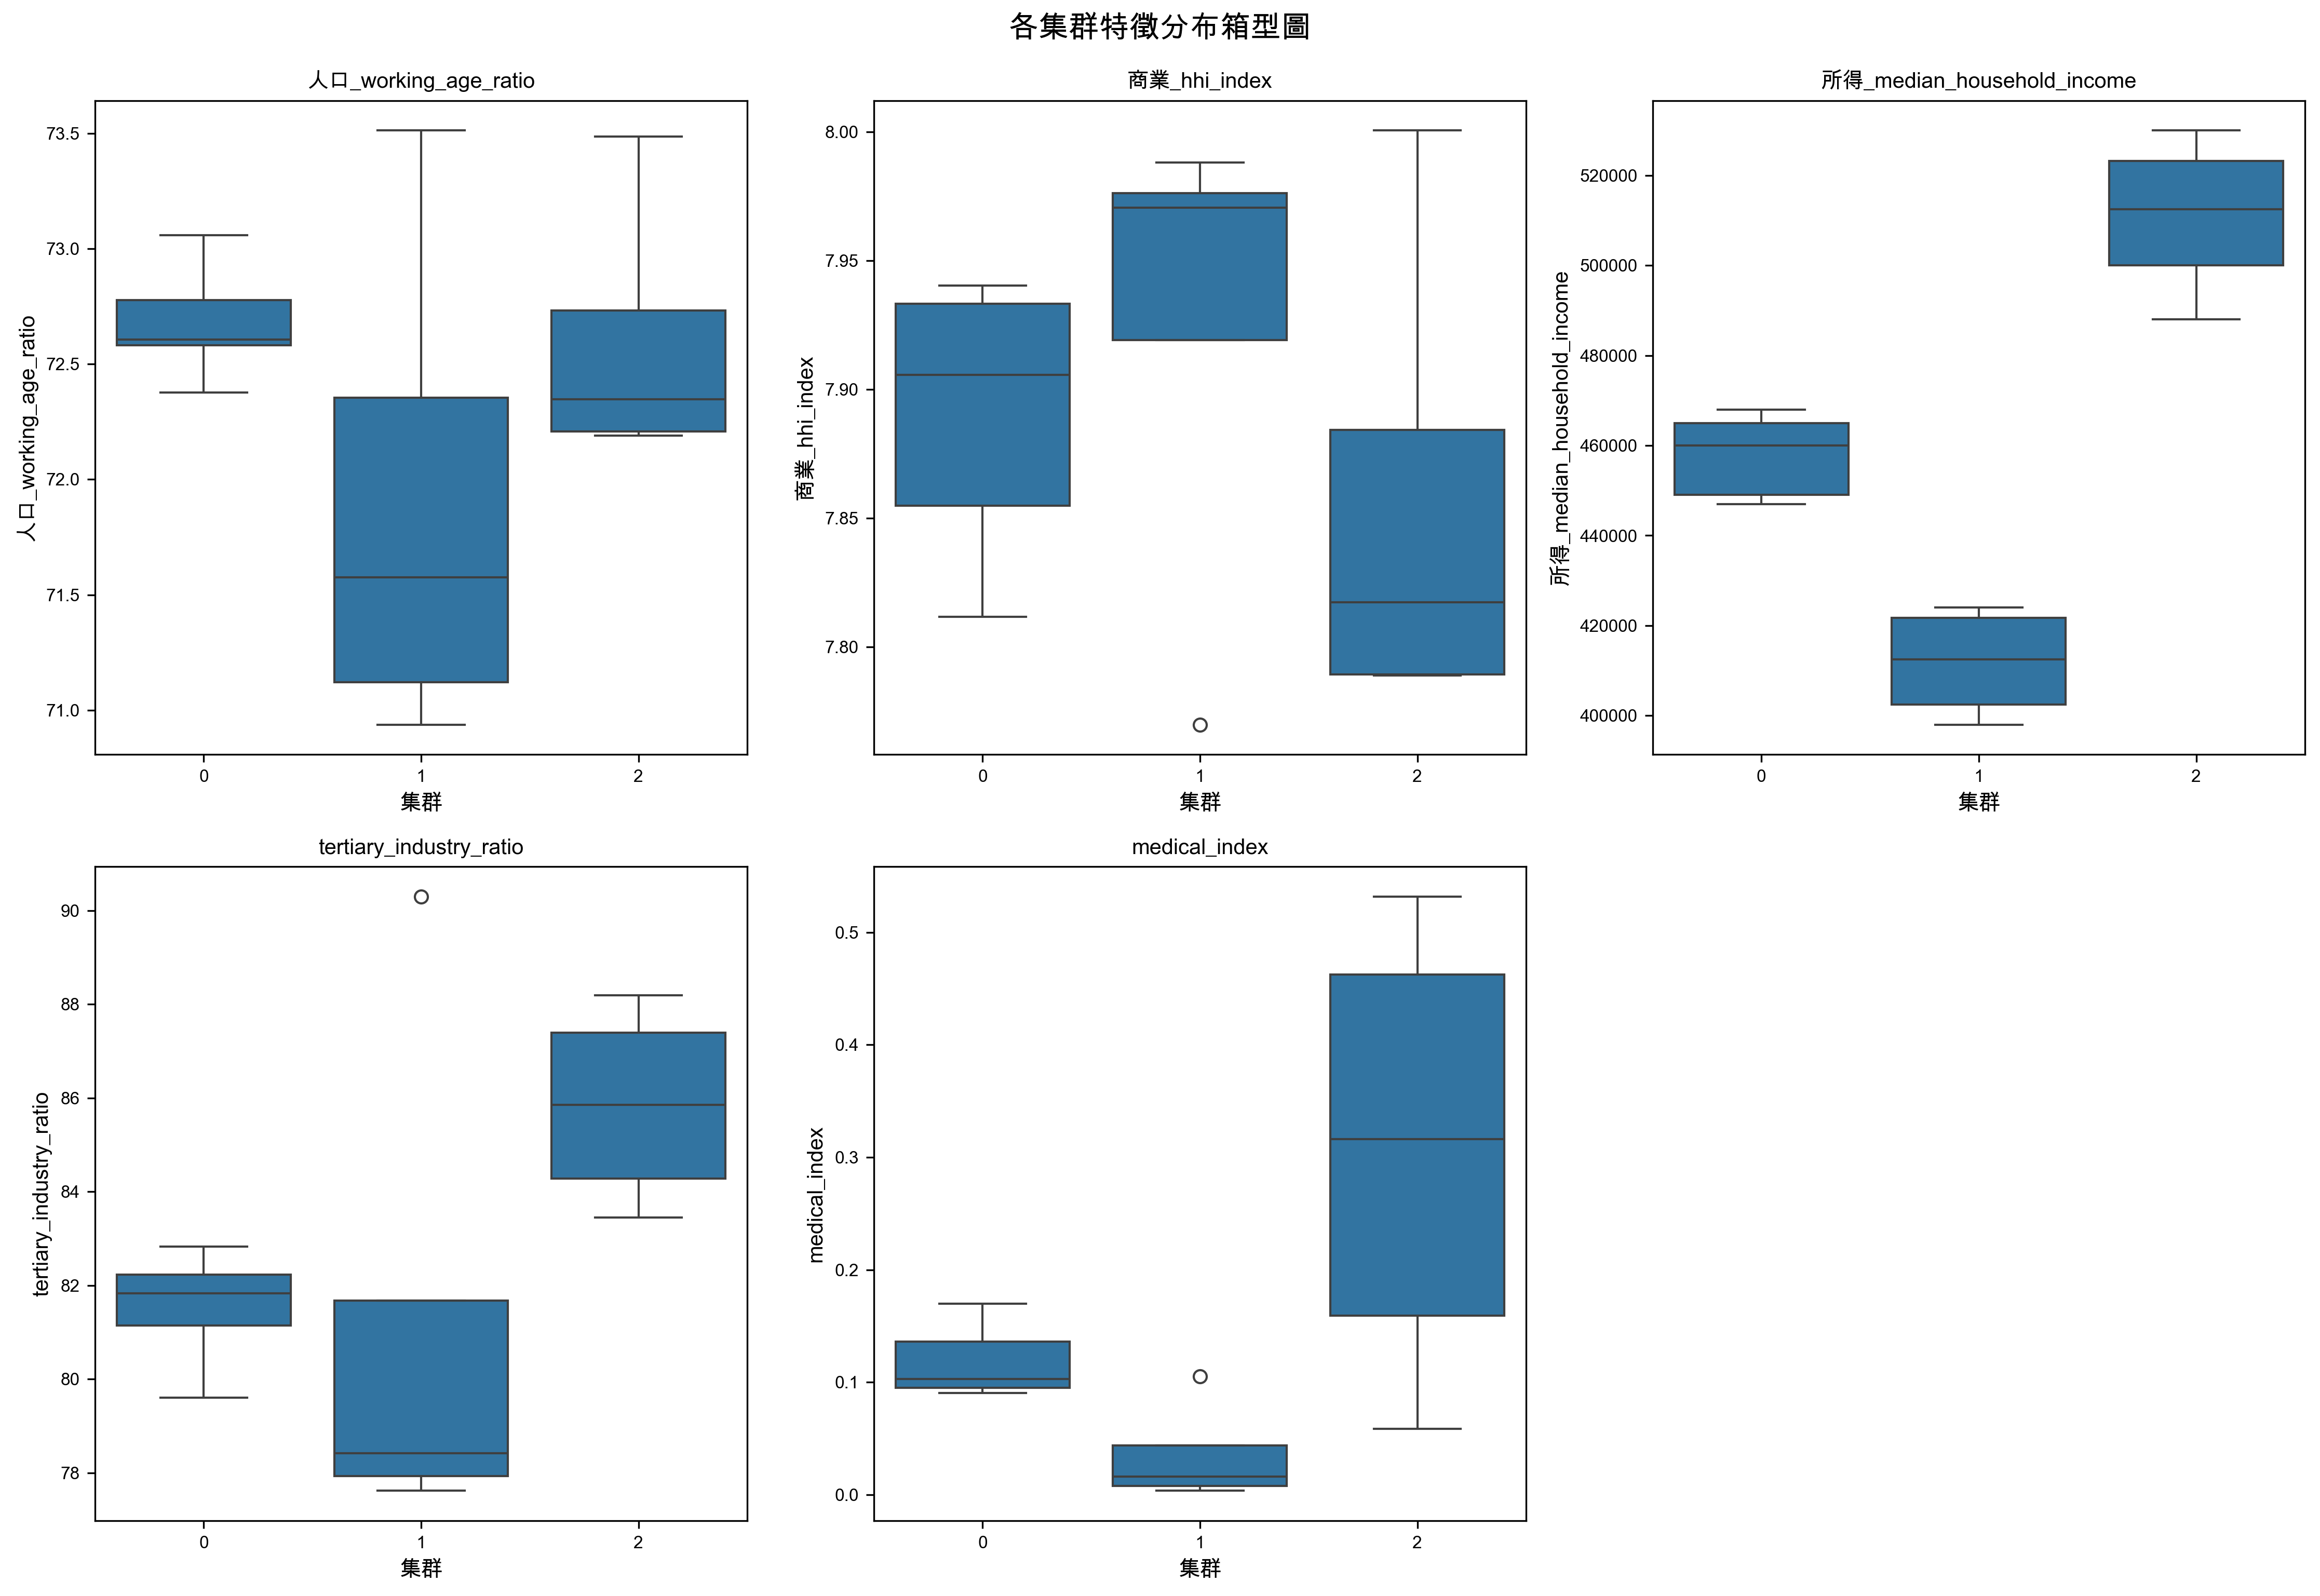 各集群特徵分布箱型圖
人口_working_age_ratio
人口_working_age_ratio
73.5
73.0
72.5
72.0
71.5
71.0
0 1 2
集群
商業_hhi_index
商業_hhi_index
8.00
7.95
7.90
7.85
7.80
0 1 2
集群
所得_median_household_income
所得_median_household_income
520000
500000
480000
460000
440000
420000
400000
0 1 2
集群
tertiary_industry_ratio
tertiary_industry_ratio
90
88
86
84
82
80
78
0 1 2
集群
medical_index
medical_index
0.5
0.4
0.3
0.2
0.1
0.0
0 1 2
集群